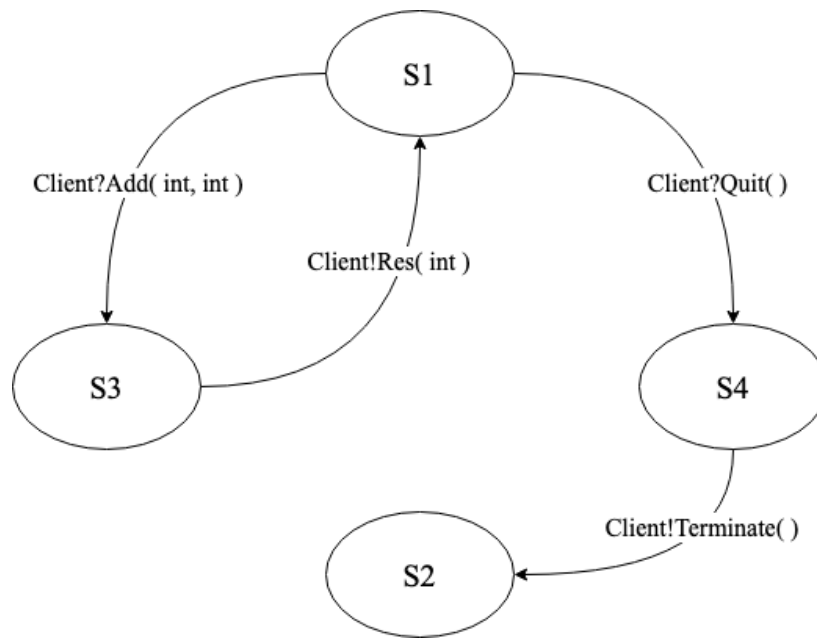 S1
Client?Add( int, int )
Client?Quit( )
Client!Res( int )
S3
S4
Client!Terminate( )
S2